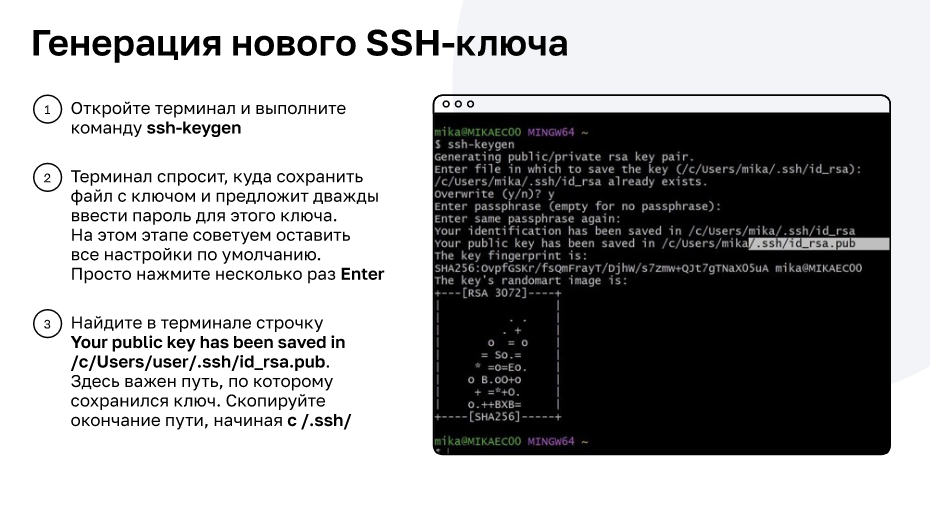 Генерация нового SSH-ключа
1 Откройте терминал и выполните
команду ssh-keygen
2 Терминал спросит, куда сохранить
файл с ключом и предложит дважды
ввести пароль для этого ключа.
На этом этапе советуем оставить
все настройки по умолчанию.
Просто нажмите несколько раз Enter
3 Найдите в терминале строчку
Your public key has been saved in
/c/Users/user/.ssh/id_rsa.pub.
Здесь важен путь, по которому
сохранился ключ. Скопируйте
окончание пути, начиная с /.ssh/
mika@MIKAECOO MINGW64 ~
$ ssh-keygen
Generating public/private rsa key pair.
Enter file in which to save the key (/c/Users/mika/.ssh/id_rsa):
/c/Users/mika/.ssh/id_rsa already exists.
Overwrite (y/n)? y
Enter passphrase (empty for no passphrase):
Enter same passphrase again:
Your identification has been saved in /c/Users/mika/.ssh/id_rsa
Your public key has been saved in /c/Users/mika/.ssh/id_rsa.pub
The key fingerprint is:
SHA256:OvpfGSKr/fsQmFrayT/DjhW/s7zmw+QJt7gTNaX05uA mika@MIKAECOO
The key's randomart image is:
+---[RSA 3072]----+
|                 |
|          . .    |
|         . +     |
|       o  = o    |
|      = So.=     |
|     * =o=Eo.    |
|    o B.oO+o     |
|     + =*+O.     |
|    o.++BXB=     |
+----[SHA256]-----+
mika@MIKAECOO MINGW64 ~